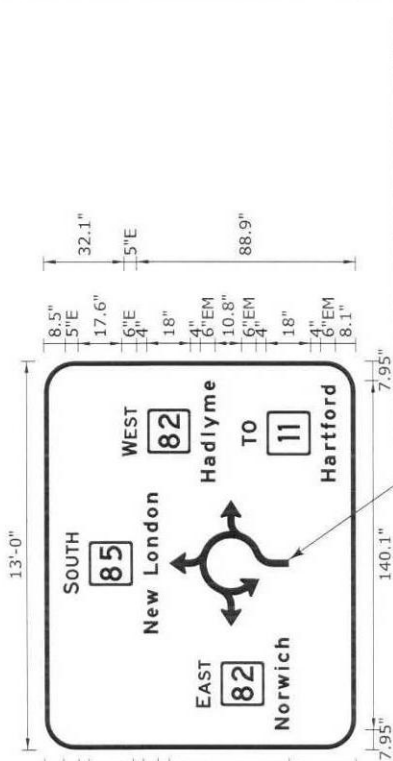 13'-0"
SOUTH
85
New London
WEST
82
Hadlyme
TO
11
Hartford
EAST
82
Norwich
7.95"
140.1"
7.95"
8.5"
5"E
17.6"
6"E
4"
18"
4"
6"EM
10.8"
6"EM
4"
18"
4"
6"EM
8.1"
32.1"
5"E
88.9"